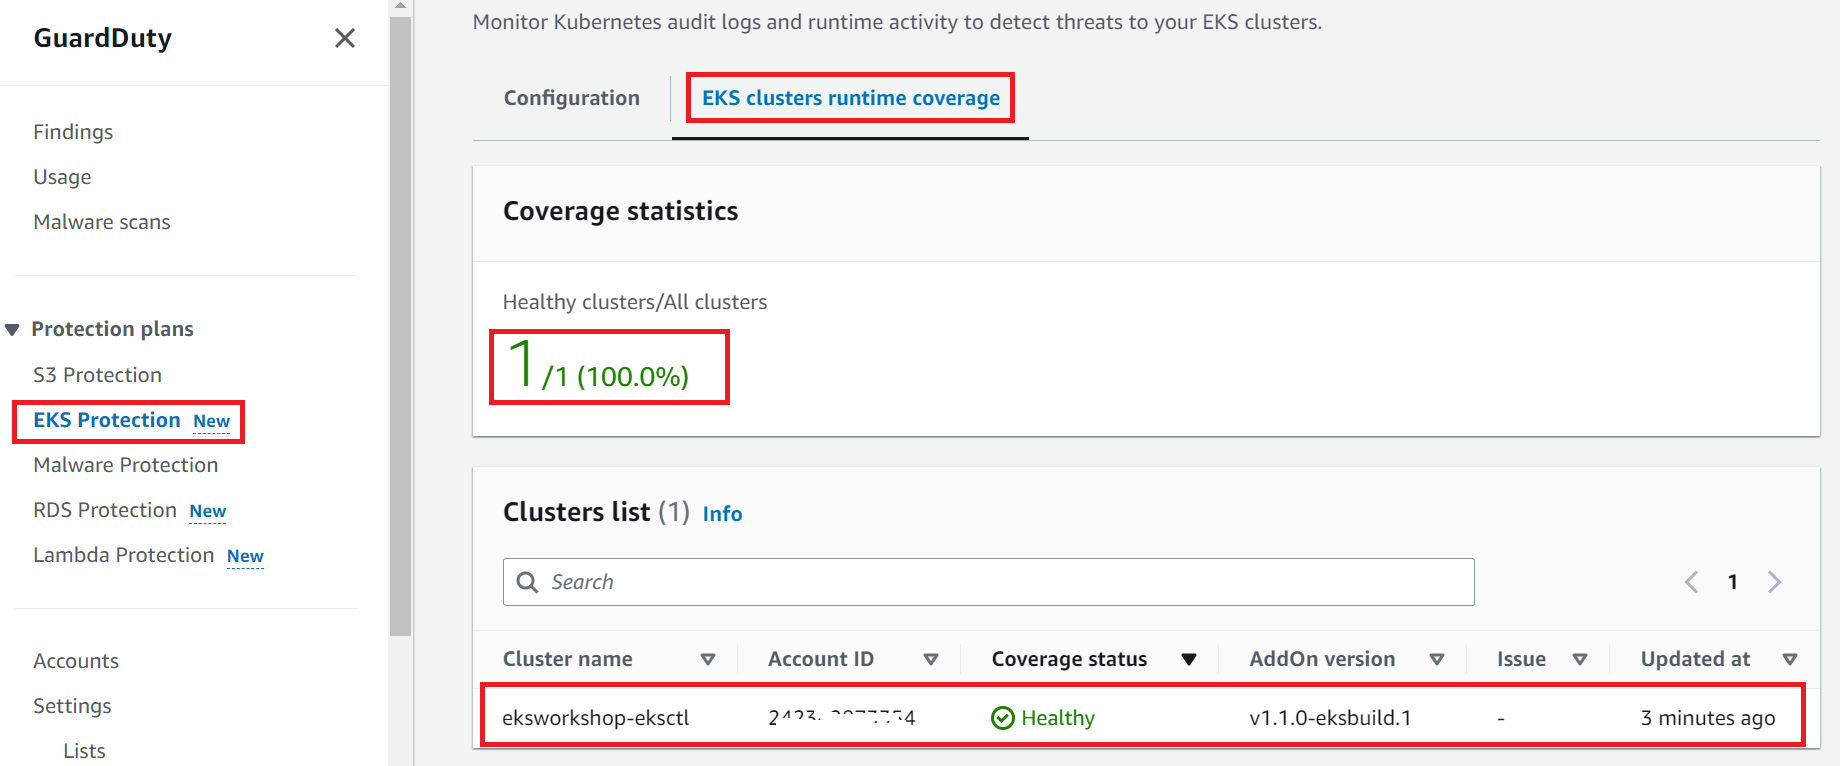 GuardDuty
Findings
Usage
Malware scans
Protection plans
S3 Protection
EKS Protection New
Malware Protection
RDS Protection New
Lambda Protection New
Accounts
Settings
Lists
Monitor Kubernetes audit logs and runtime activity to detect threats to your EKS clusters.
Configuration EKS clusters runtime coverage
Coverage statistics
Healthy clusters/All clusters
1/1 (100.0%)
Clusters list (1) Info
Search
1
Cluster name Account ID Coverage status AddOn version Issue Updated at
eksworkshop-eksctl Healthy v1.1.0-eksbuild.1 - 3 minutes ago